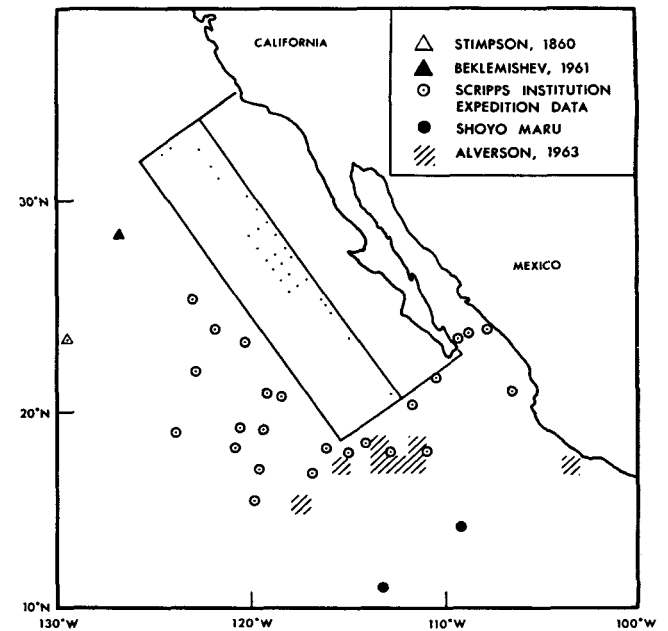 CALIFORNIA
STIMPSON, 1860
BEKLEMISHEV, 1961
SCRIPPS INSTITUTION
EXPEDITION DATA
SHOYO MARU
ALVERSON, 1963
30°N
MEXICO
20°N
10°N
130°W
120°W
110°W
100°W